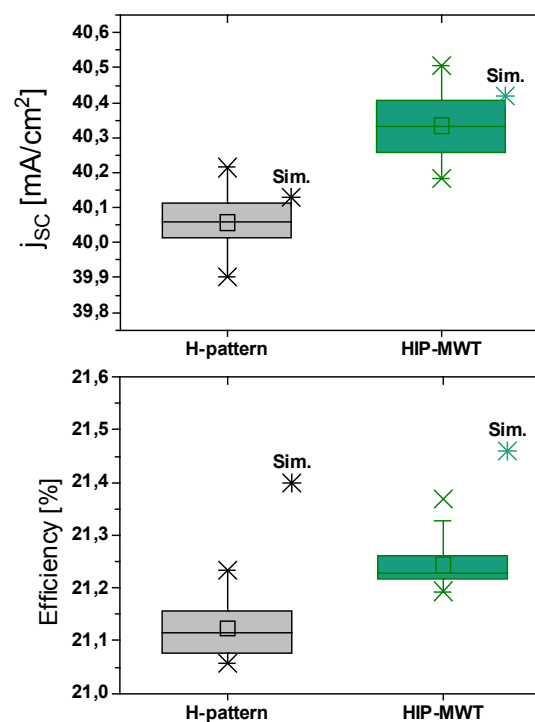 40,6
40,5
40,4
40,3
40,2
40,1
40,0
39,9
39,8
j_SC [mA/cm²]
Sim.
Sim.
H-pattern
HIP-MWT
21,6
21,5
21,4
21,3
21,2
21,1
21,0
Efficiency [%]
Sim.
Sim.
H-pattern
HIP-MWT